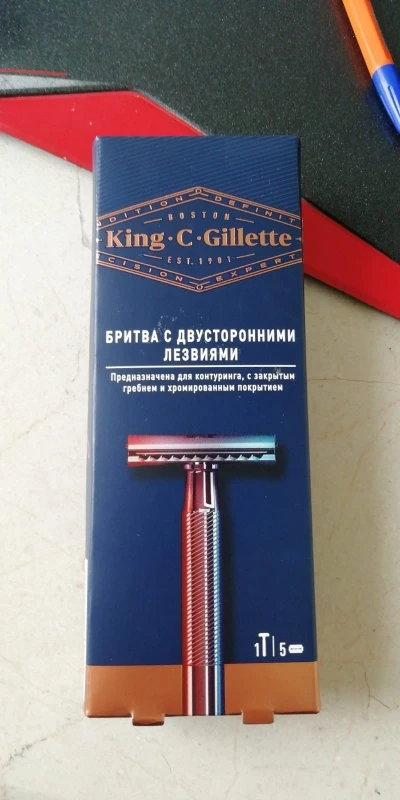 DITION DEFINIT
BOSTON
King·C·Gillette
EST.1901
CISION EXPERT
БРИТВА С ДВУСТОРОННИМИ
ЛЕЗВИЯМИ
Предназначена для контуринга, с закрытым
гребнем и хромированным покрытием
1 5